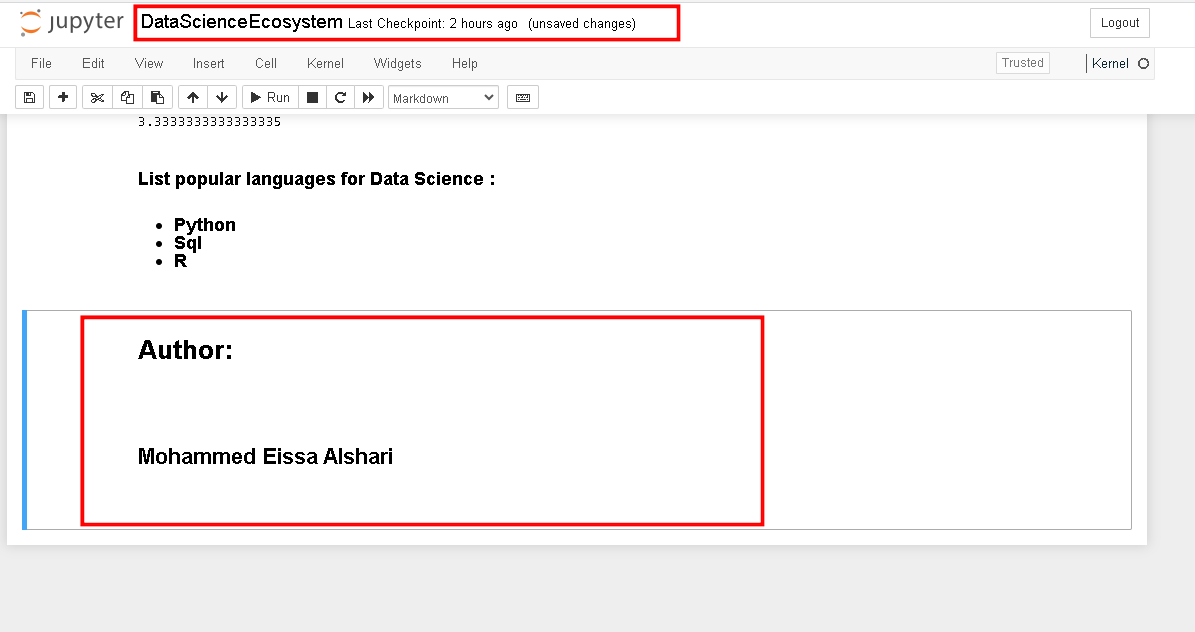 jupyter DataScienceEcosystem Last Checkpoint: 2 hours ago (unsaved changes) Logout
File Edit View Insert Cell Kernel Widgets Help Trusted Kernel
Run Markdown
3.3333333333333335
List popular languages for Data Science :
• Python
• Sql
• R
Author:
Mohammed Eissa Alshari